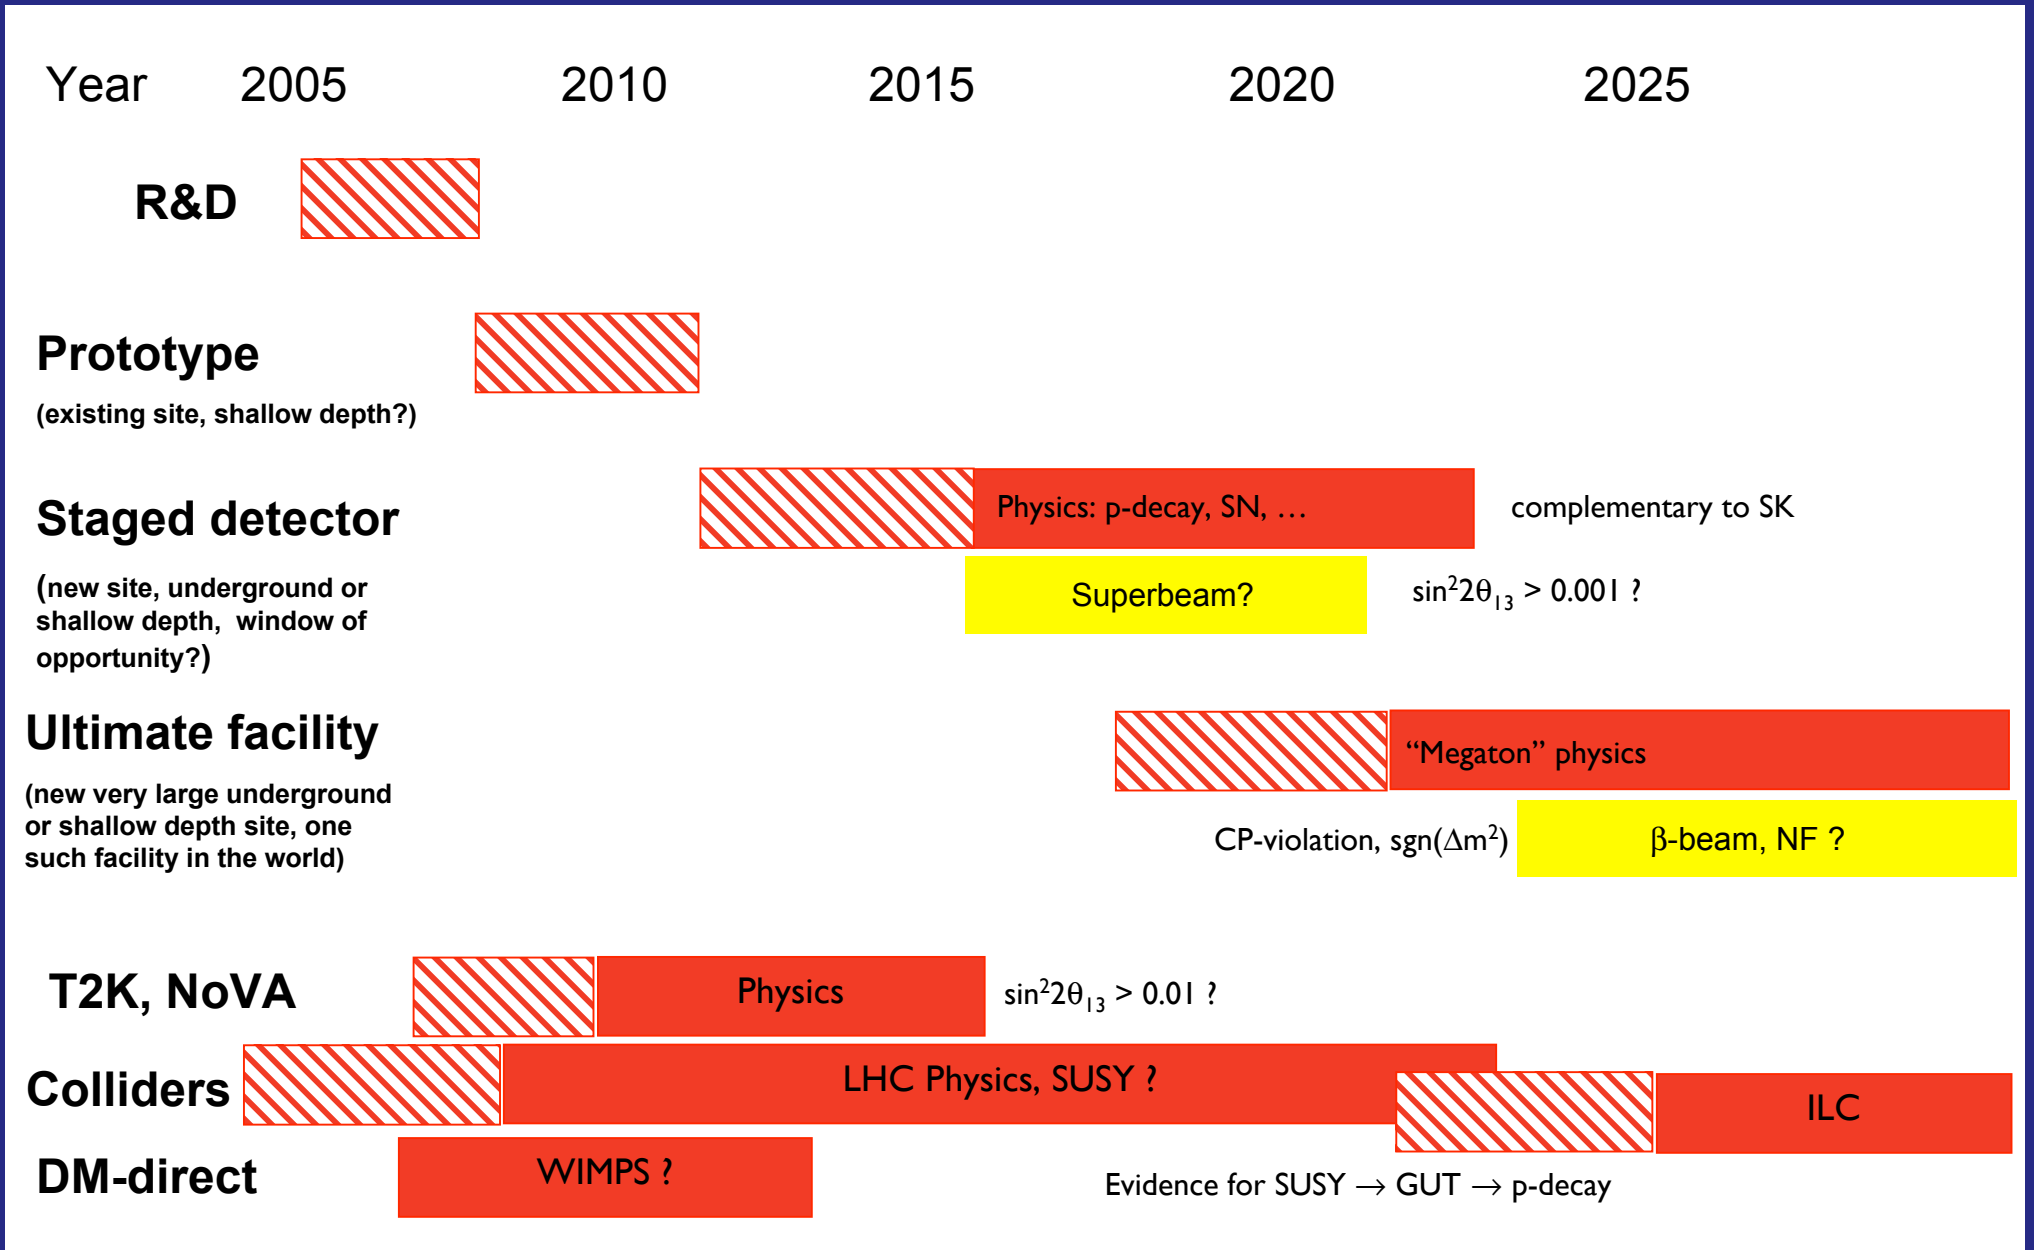 Year 2005 2010 2015 2020 2025
R&D
Prototype
(existing site, shallow depth?)
Staged detector
Physics: p-decay, SN, …
complementary to SK
(new site, underground or
shallow depth, window of
opportunity?)
Superbeam?
sin²2θ₁₃ > 0.001 ?
Ultimate facility
“Megaton” physics
(new very large underground
or shallow depth site, one
such facility in the world)
CP-violation, sgn(Δm²)
β-beam, NF ?
T2K, NoVA
Physics
sin²2θ₁₃ > 0.01 ?
Colliders
LHC Physics, SUSY ?
ILC
DM-direct
WIMPS ?
Evidence for SUSY → GUT → p-decay